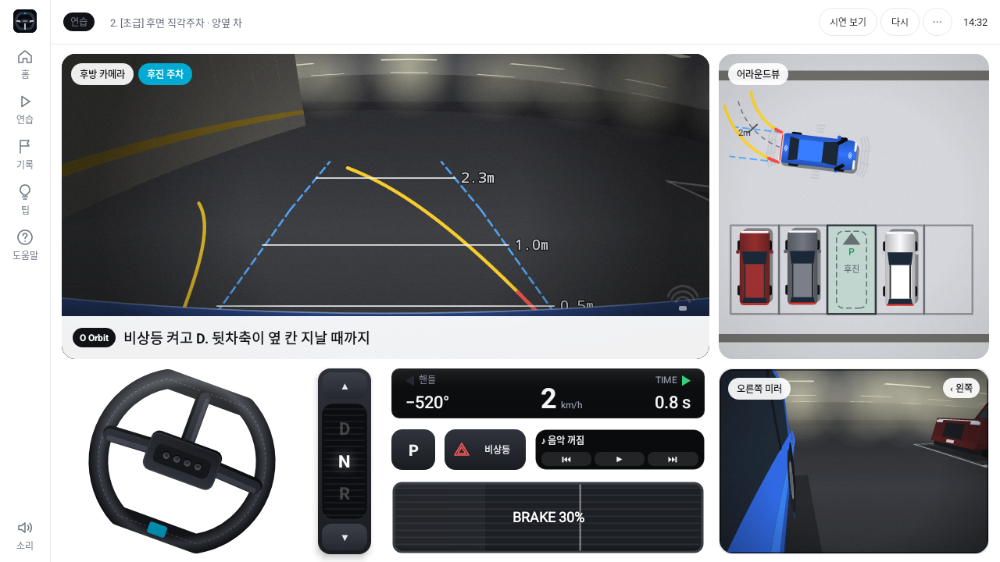 연습
2. [초급] 후면 직각주차 · 양옆 차
시연 보기
다시
···
14:32
홈
연습
기록
팁
도움말
소리
후방 카메라
후진 주차
2.3m
1.0m
0.5m
O Orbit
비상등 켜고 D. 뒷차축이 옆 칸 지날 때까지
어라운드뷰
2m
P
후진
D
N
R
핸들
−520°
2 km/h
TIME
0.8 s
P
비상등
♪ 음악 꺼짐
BRAKE 30%
오른쪽 미러
‹ 왼쪽